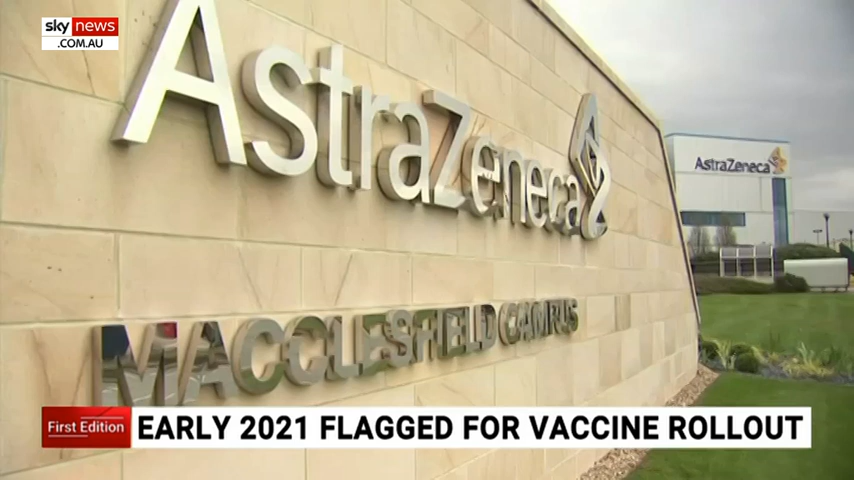 sky news
.COM.AU
AstraZeneca
AstraZeneca
MACCLESFIELD CAMPUS
First Edition
EARLY 2021 FLAGGED FOR VACCINE ROLLOUT